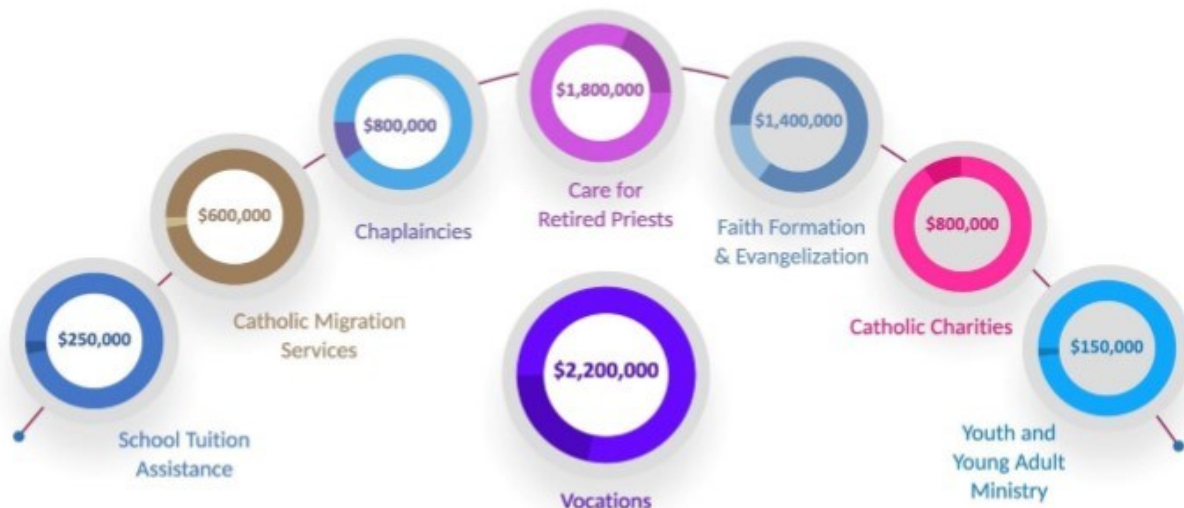 $250,000
School Tuition
Assistance
$600,000
Catholic Migration
Services
$800,000
Chaplaincies
$1,800,000
Care for
Retired Priests
$1,400,000
Faith Formation
& Evangelization
$800,000
Catholic Charities
$150,000
Youth and
Young Adult
Ministry
$2,200,000
Vocations